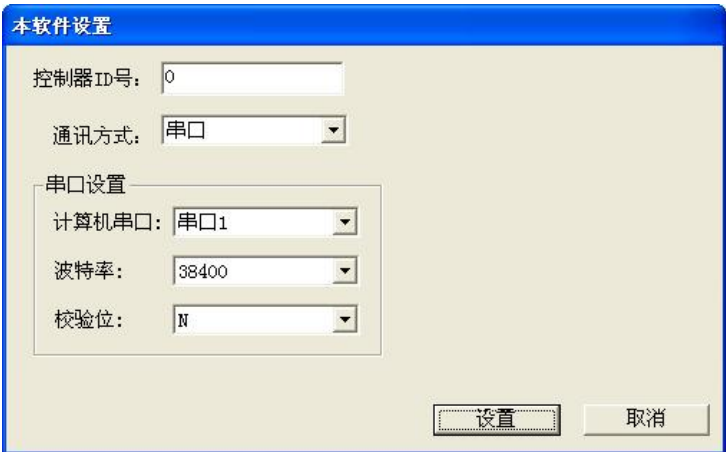 本软件设置
控制器ID号: 0
通讯方式: 串口
串口设置
计算机串口: 串口1
波特率: 38400
校验位: N
设置 取消